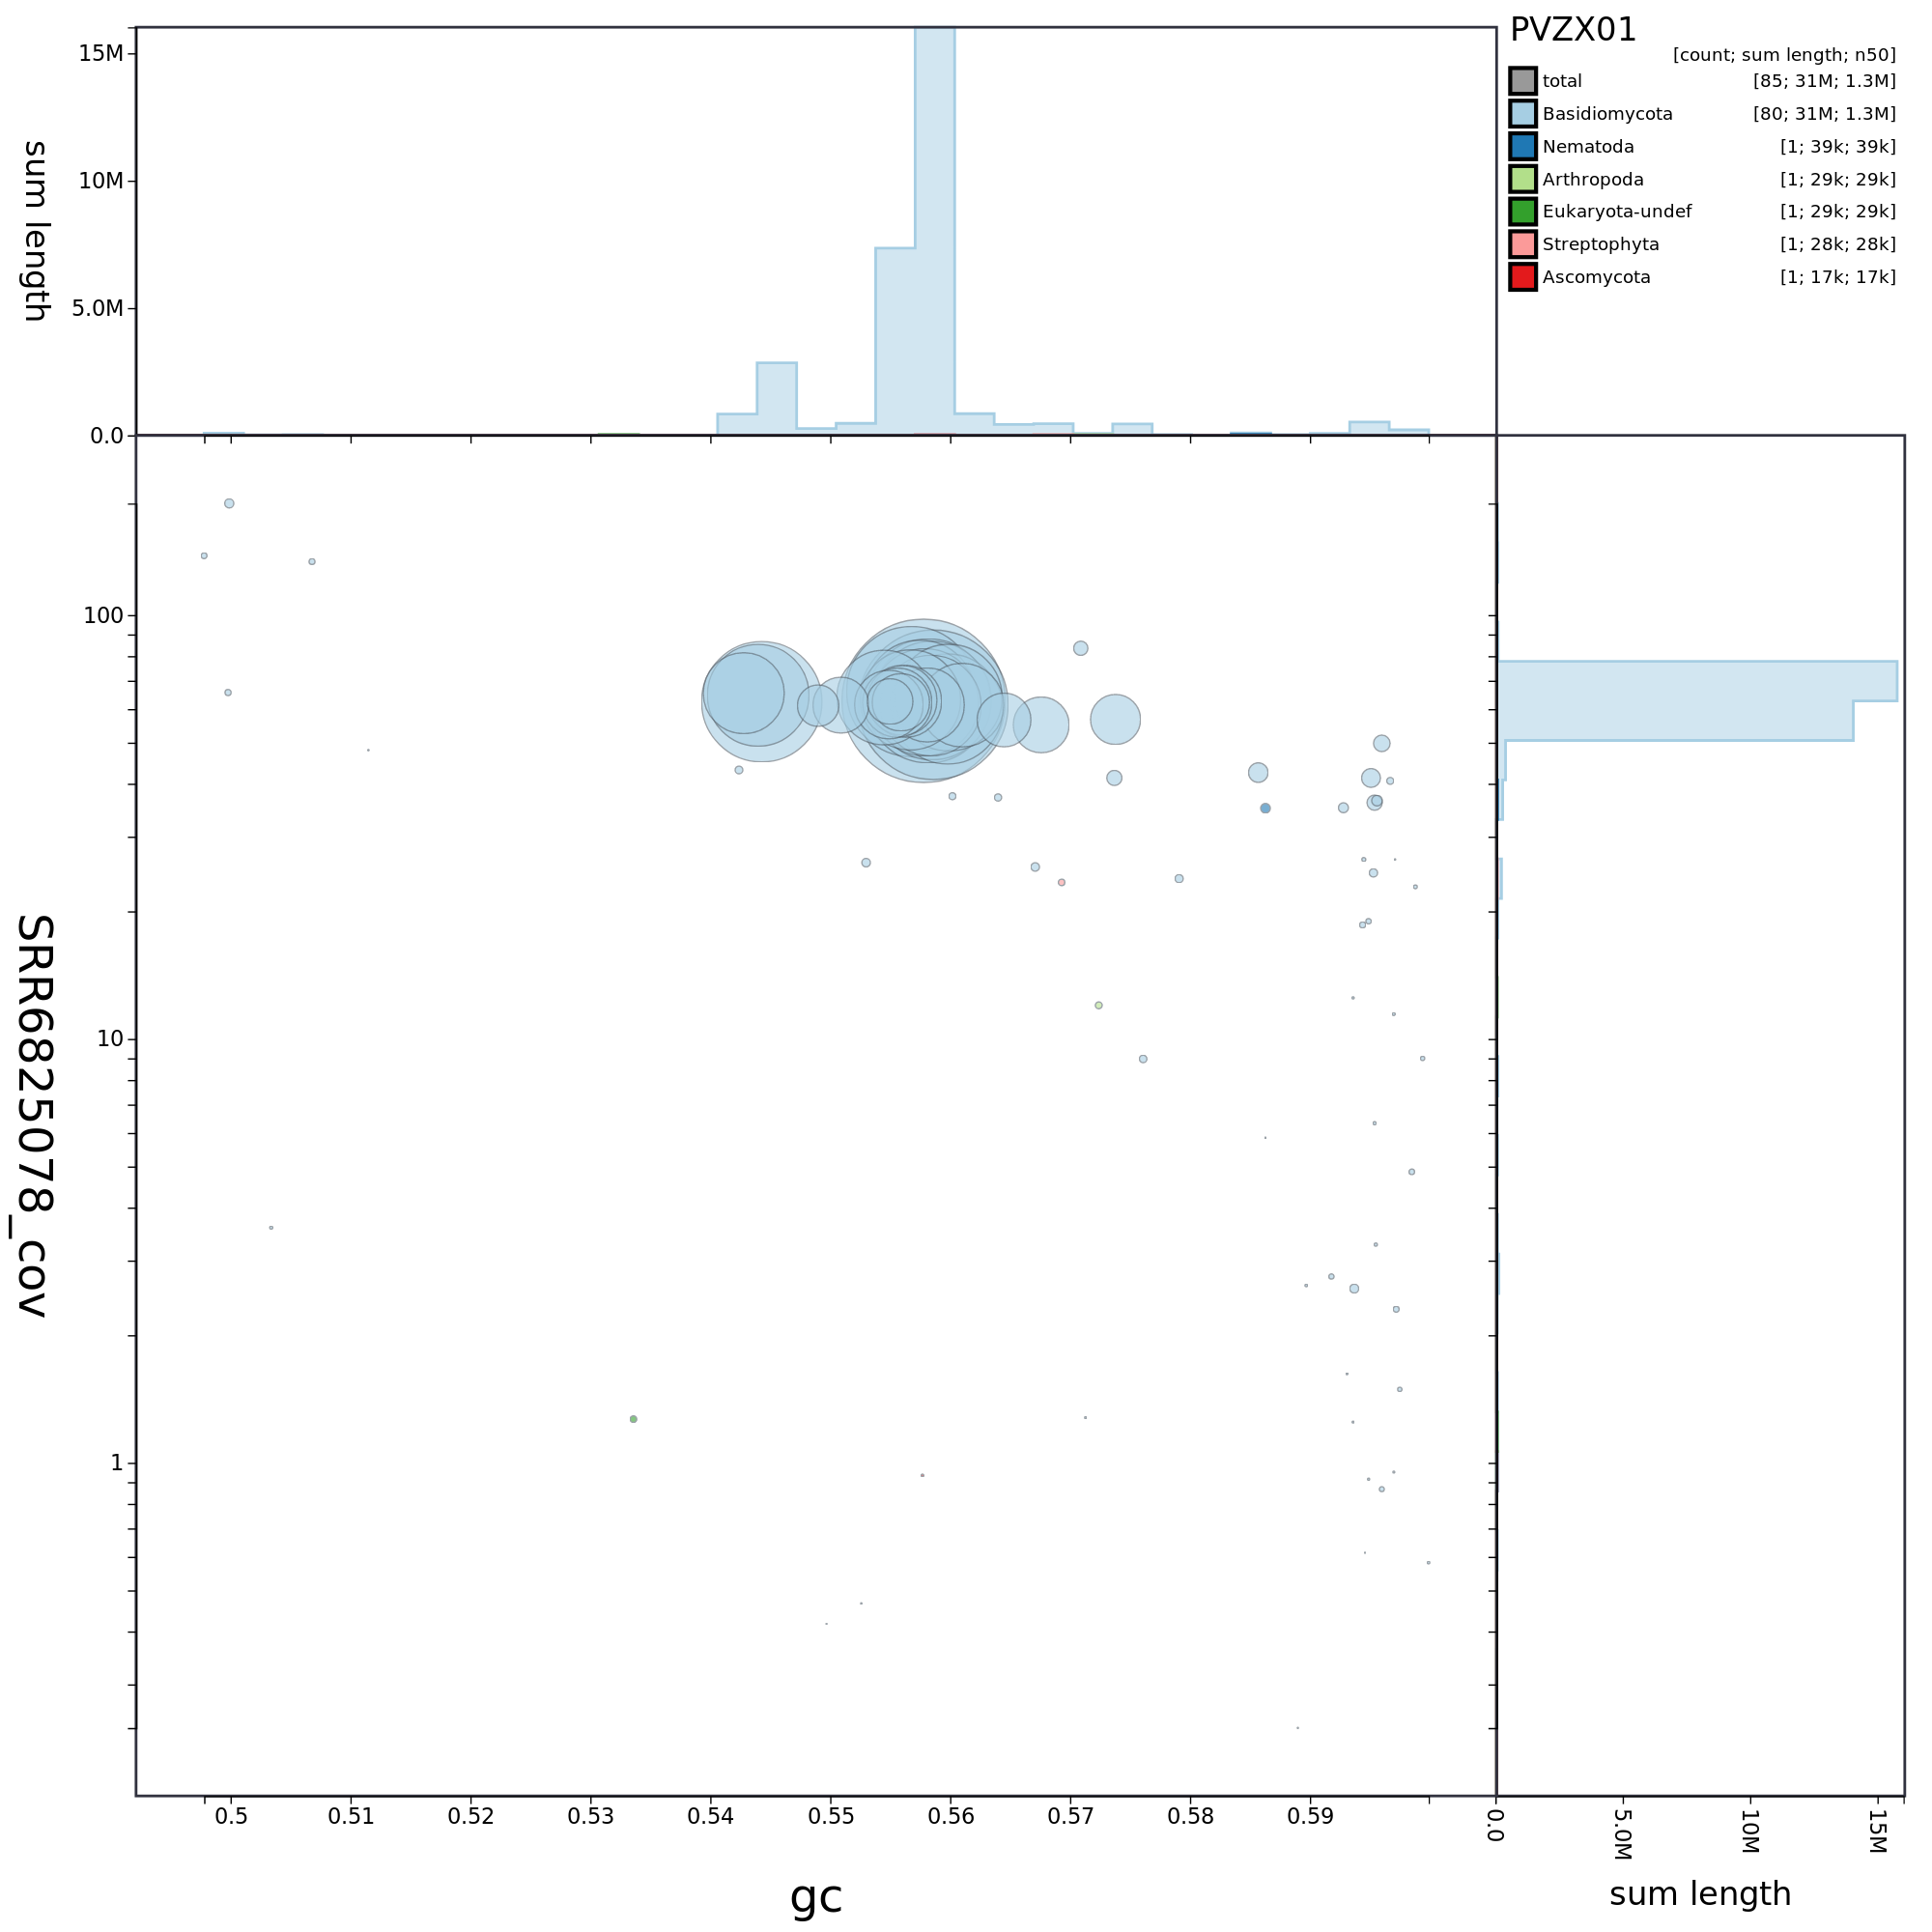 PVZX01
[count; sum length; n50]
total [85; 31M; 1.3M]
Basidiomycota [80; 31M; 1.3M]
Nematoda [1; 39k; 39k]
Arthropoda [1; 29k; 29k]
Eukaryota-undef [1; 29k; 29k]
Streptophyta [1; 28k; 28k]
Ascomycota [1; 17k; 17k]
sum length
15M
10M
5.0M
0.0
SRR6825078_cov
100
10
1
0.5 0.51 0.52 0.53 0.54 0.55 0.56 0.57 0.58 0.59
gc
0.0 5.0M 10M 15M
sum length